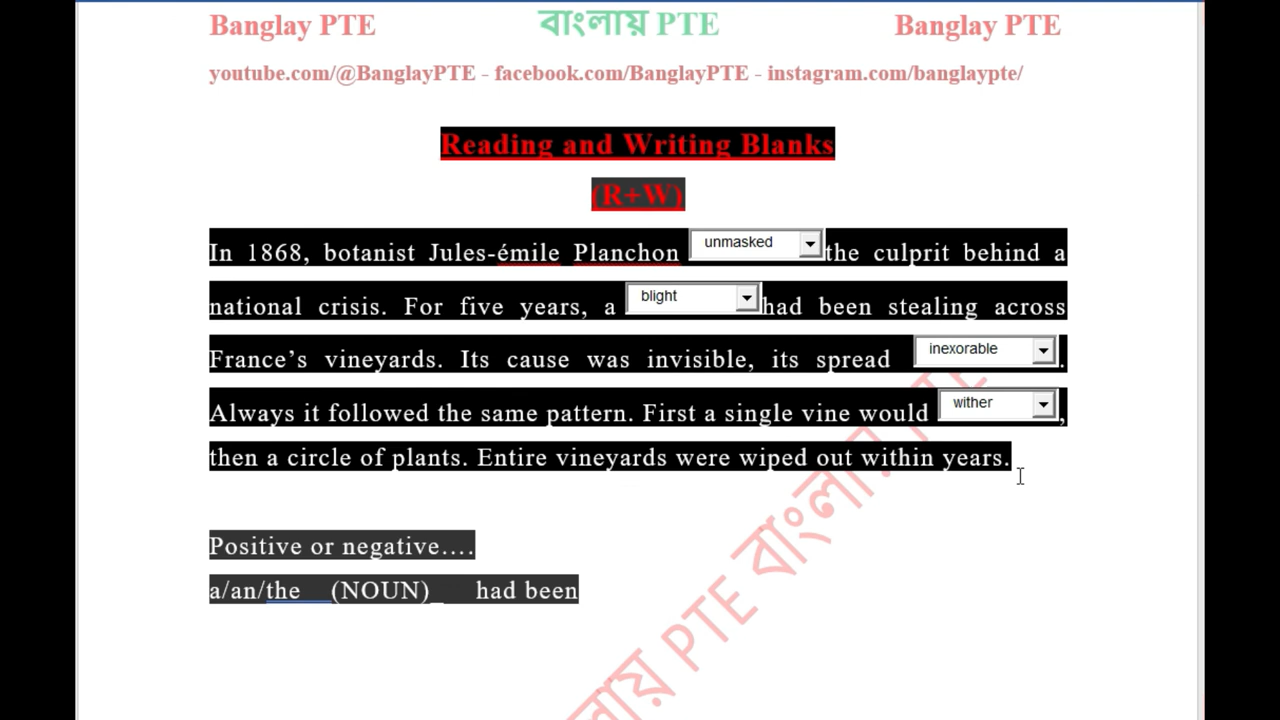 Banglay PTE বাংলায় PTE Banglay PTE
youtube.com/@BanglayPTE - facebook.com/BanglayPTE - instagram.com/banglaypte/
Reading and Writing Blanks
(R+W)
In 1868, botanist Jules-émile Planchon unmasked the culprit behind a
national crisis. For five years, a blight had been stealing across
France’s vineyards. Its cause was invisible, its spread inexorable.
Always it followed the same pattern. First a single vine would wither,
then a circle of plants. Entire vineyards were wiped out within years.
Positive or negative....
a/an/the (NOUN)_ had been
PTE বাংলায় PTE